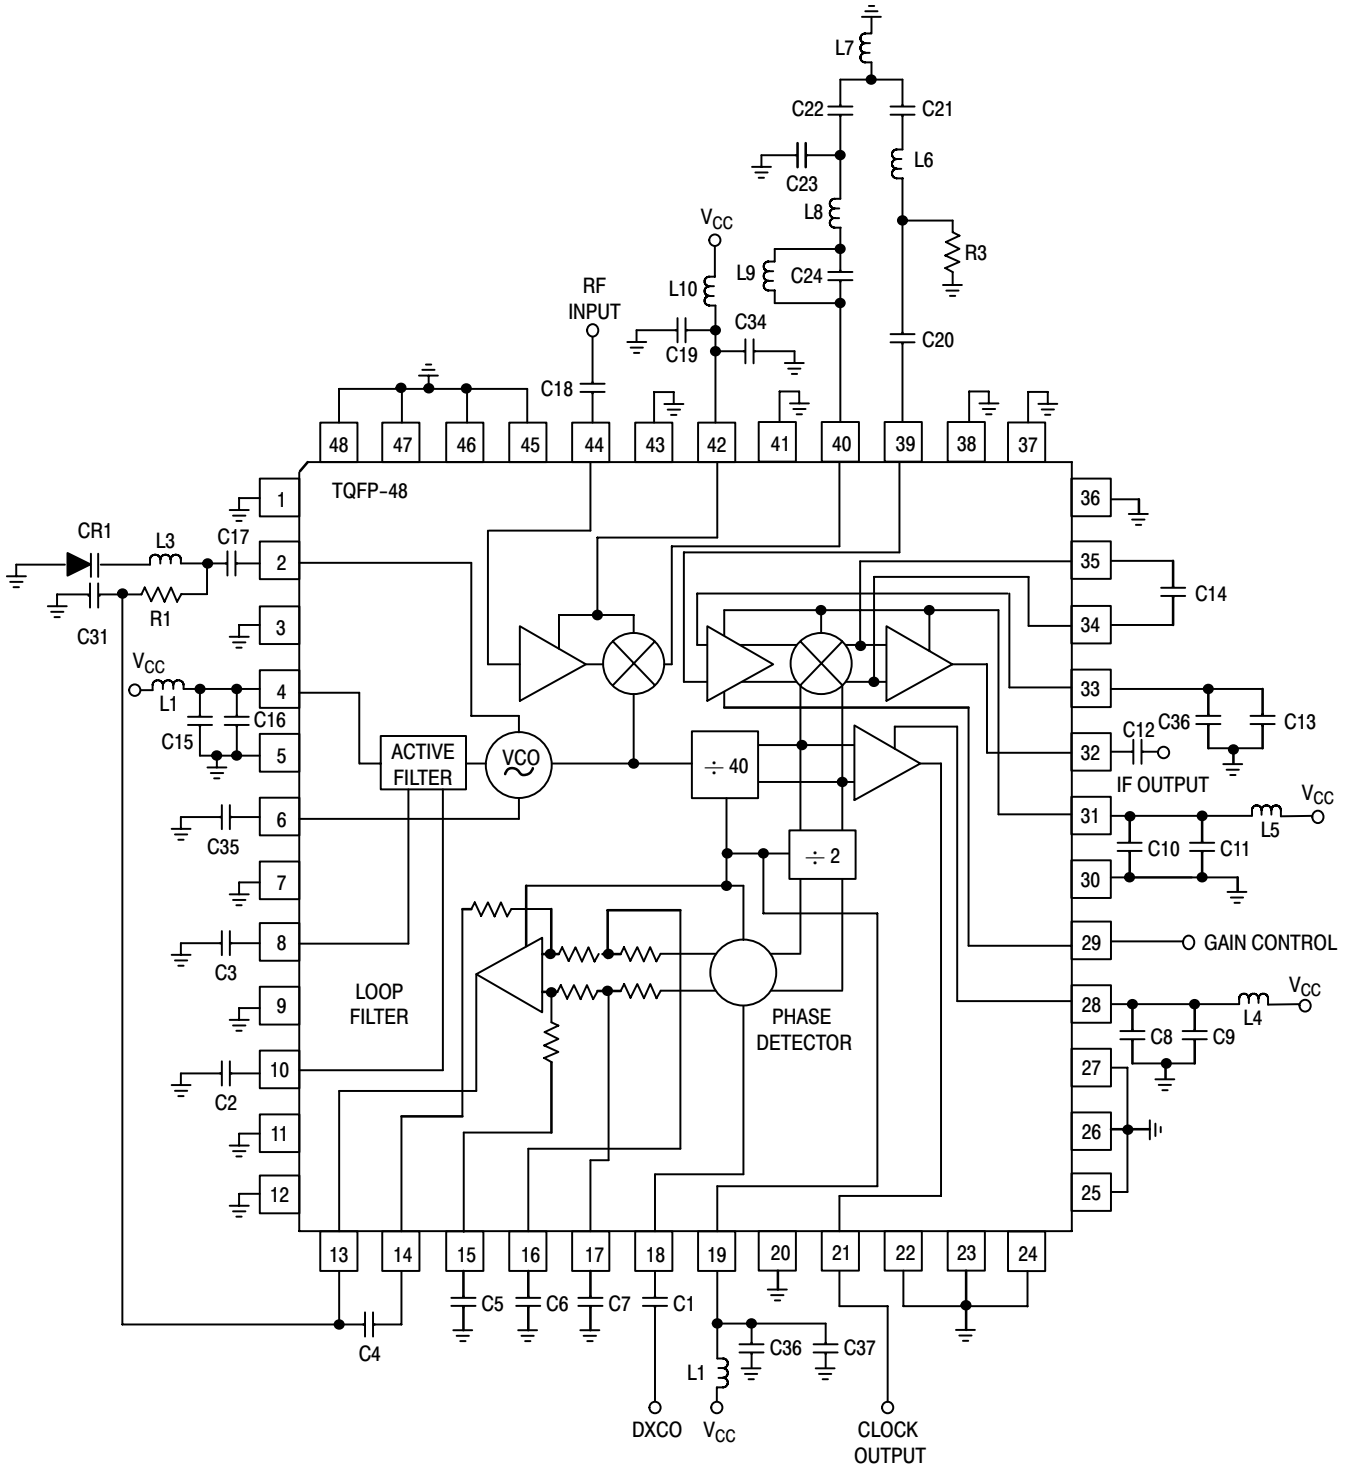 L7
C22
C21
L6
C23
L8
VCC
R3
L9
C24
L10
RF
INPUT
C34
C19
C20
C18
48
47
46
45
44
43
42
41
40
39
38
37
TQFP-48
1
36
CR1
L3
C17
2
35
C14
R1
C31
3
34
VCC
L1
4
C16
C15
33
C36
C13
5
ACTIVE
FILTER
VCO
÷ 40
32
C12
IF OUTPUT
6
C35
31
VCC
L5
C10
C11
÷ 2
7
30
8
C3
29
GAIN CONTROL
9
LOOP
FILTER
PHASE
DETECTOR
28
VCC
L4
C8
C9
10
C2
27
11
26
12
25
13
14
15
16
17
18
19
20
21
22
23
24
C5
C6
C7
C1
C4
C36
C37
L1
DXCO
VCC
CLOCK
OUTPUT